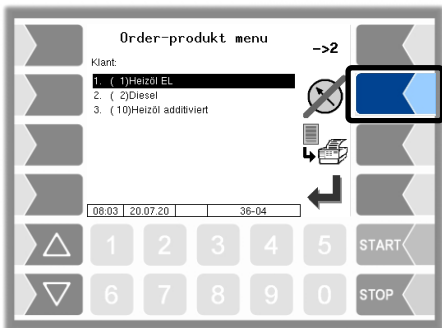 Order-produkt menu
->2
Klant:
1. ( 1)Heizöl EL
2. ( 2)Diesel
3. ( 10)Heizöl additiviert
08:03 20.07.20 36-04
1 2 3 4 5 START
6 7 8 9 0 STOP